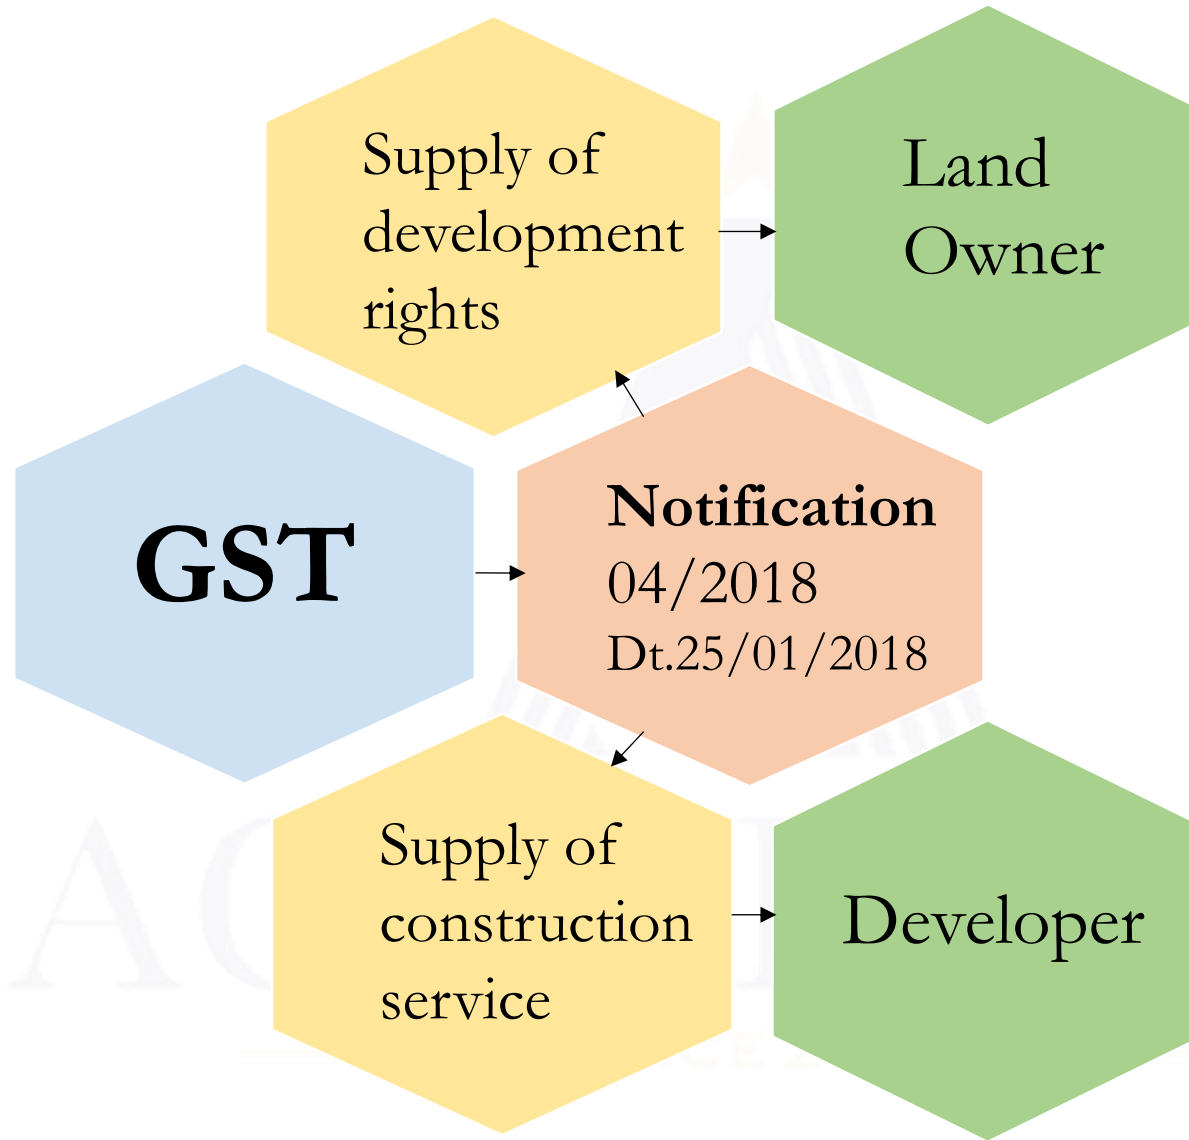 Supply of
development
rights
Land
Owner
GST
Notification
04/2018
Dt.25/01/2018
Supply of
construction
service
Developer